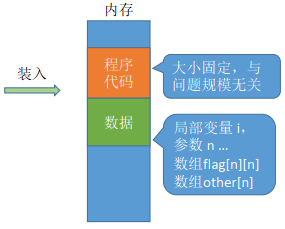 内存
装入
程序
代码
数据
大小固定，与
问题规模无关
局部变量 i，
参数 n ...
数组flag[n][n]
数组other[n]